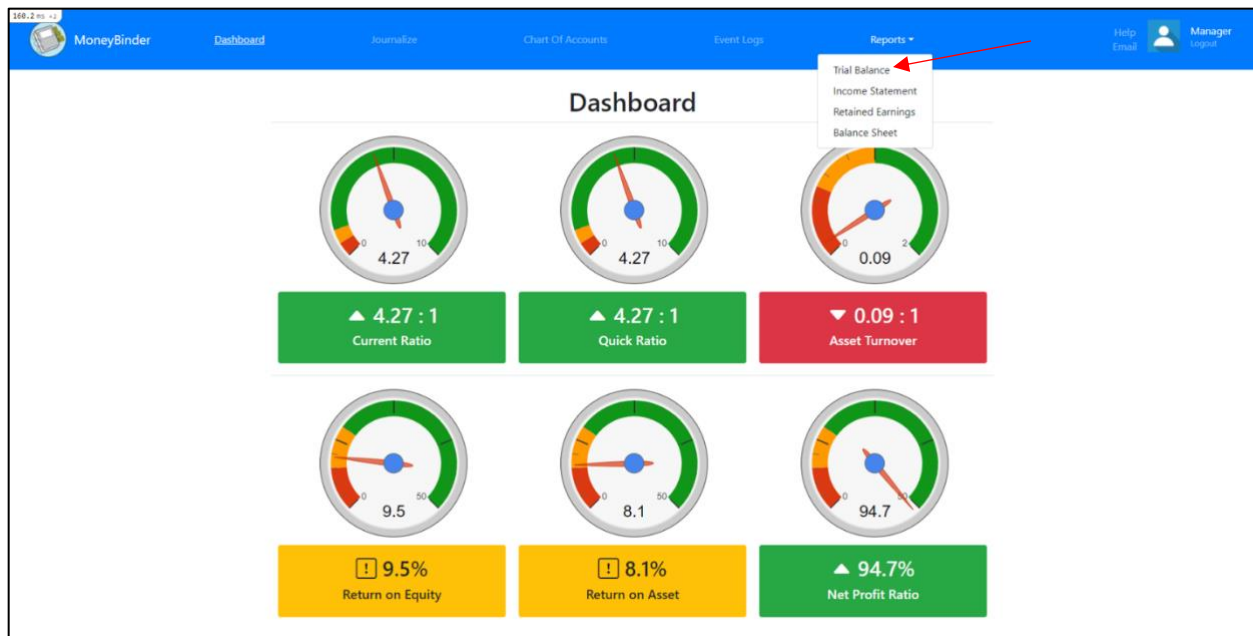 160.2 ms ×2
MoneyBinder
Dashboard
Journalize
Chart Of Accounts
Event Logs
Reports
Help
Email
Manager
Logout
Trial Balance
Income Statement
Retained Earnings
Balance Sheet
Dashboard
0
10
4.27
0
10
4.27
0
2
0.09
4.27 : 1
Current Ratio
4.27 : 1
Quick Ratio
0.09 : 1
Asset Turnover
0
50
9.5
0
50
8.1
0
50
94.7
! 9.5%
Return on Equity
! 8.1%
Return on Asset
94.7%
Net Profit Ratio